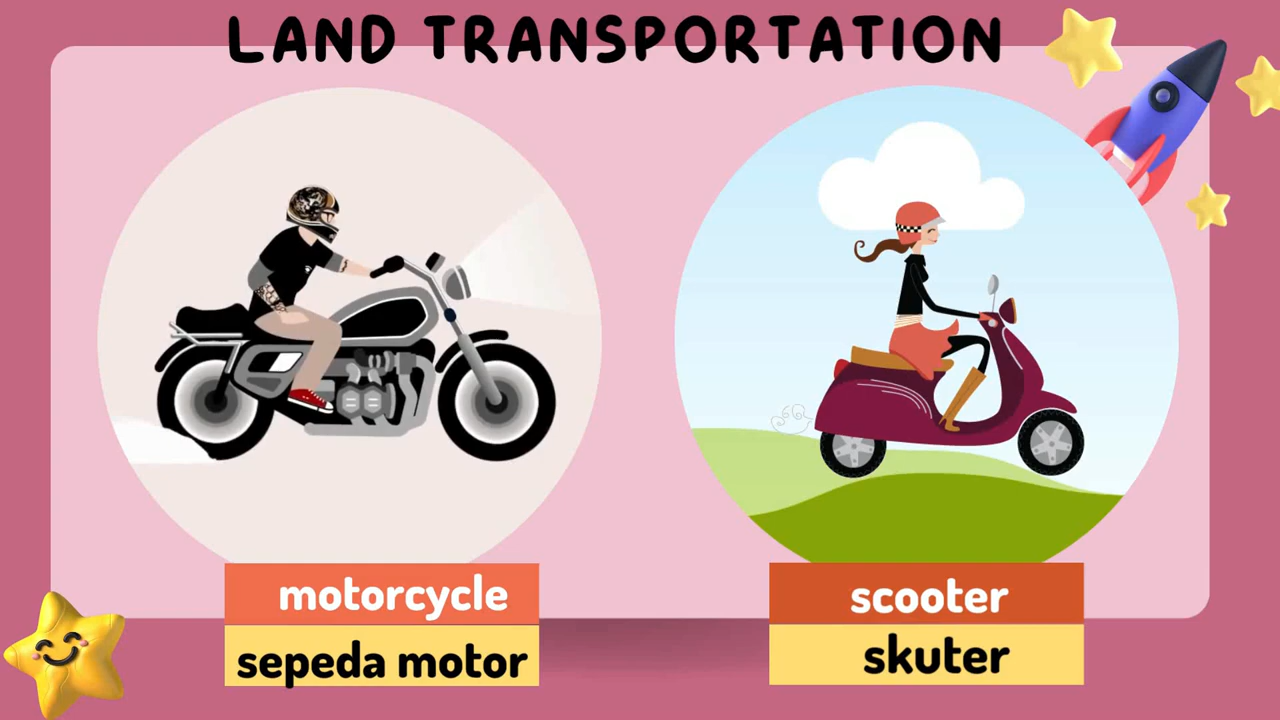 LAND TRANSPORTATION
motorcycle
sepeda motor
scooter
skuter